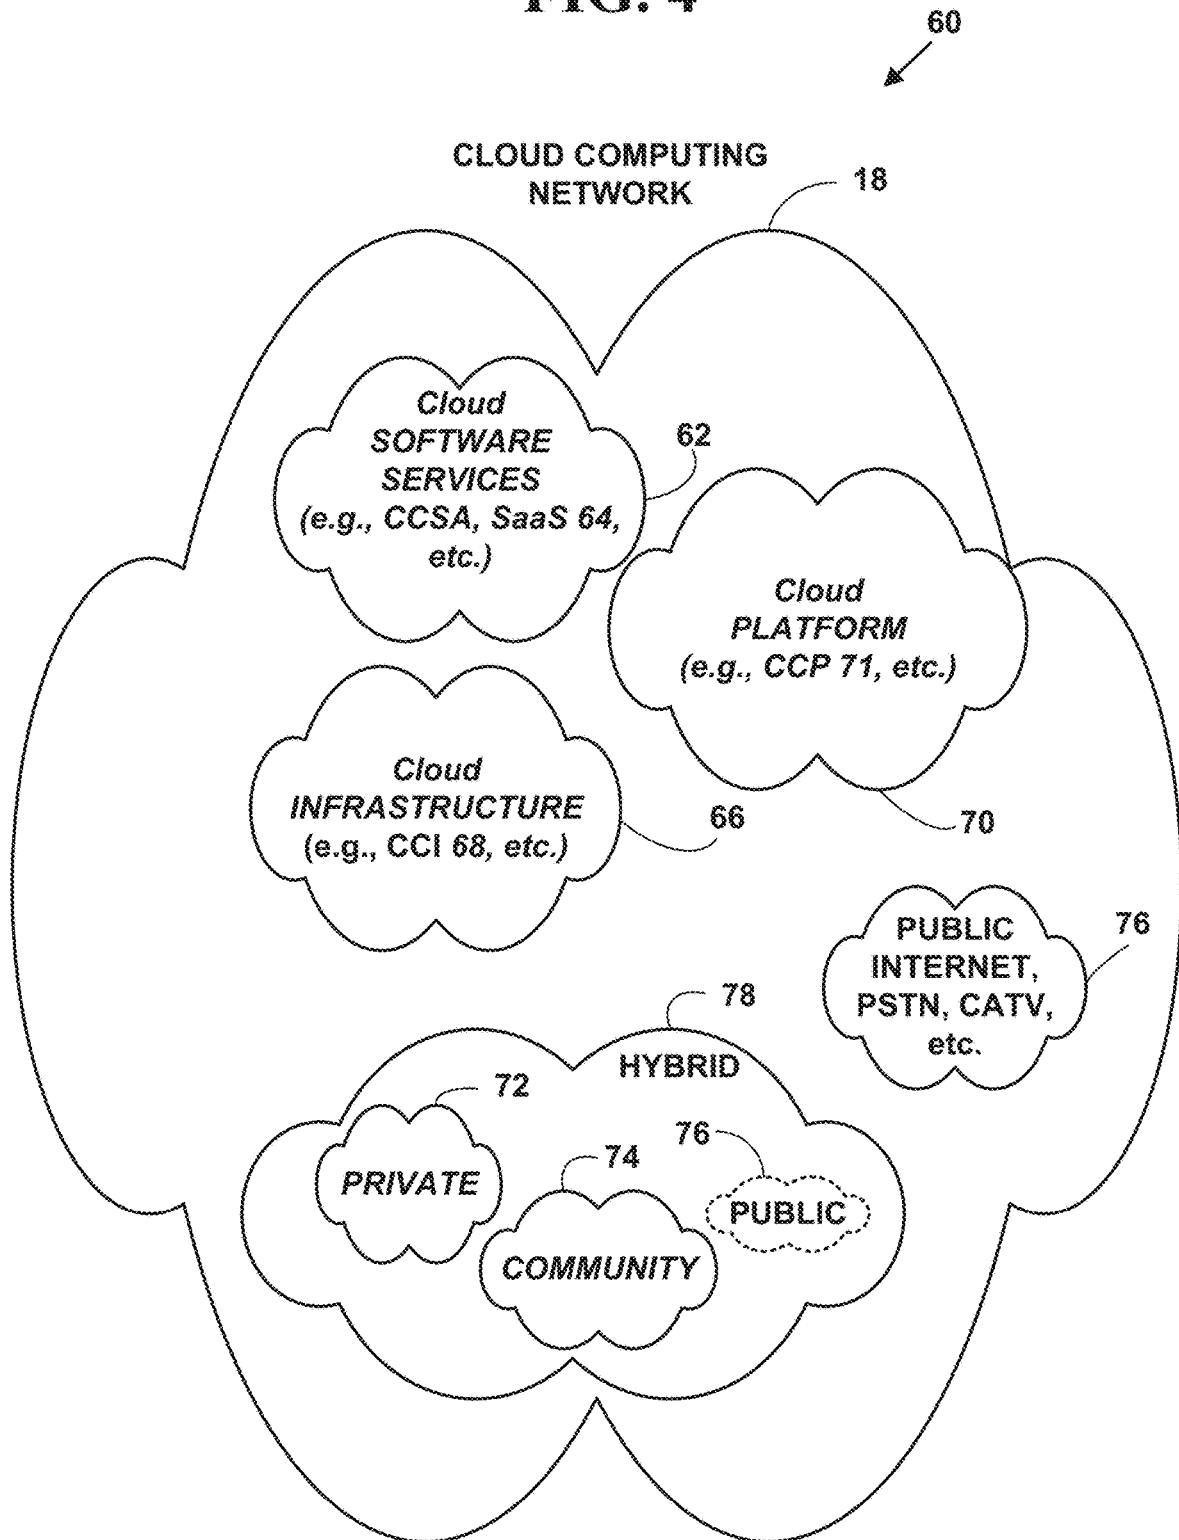 FIG. 4
60
CLOUD COMPUTING
NETWORK
18
Cloud
SOFTWARE
SERVICES
(e.g., CCSA, SaaS 64,
etc.)
62
Cloud
PLATFORM
(e.g., CCP 71, etc.)
70
Cloud
INFRASTRUCTURE
(e.g., CCI 68, etc.)
66
PUBLIC
INTERNET,
PSTN, CATV,
etc.
76
78
HYBRID
72
PRIVATE
74
COMMUNITY
76
PUBLIC